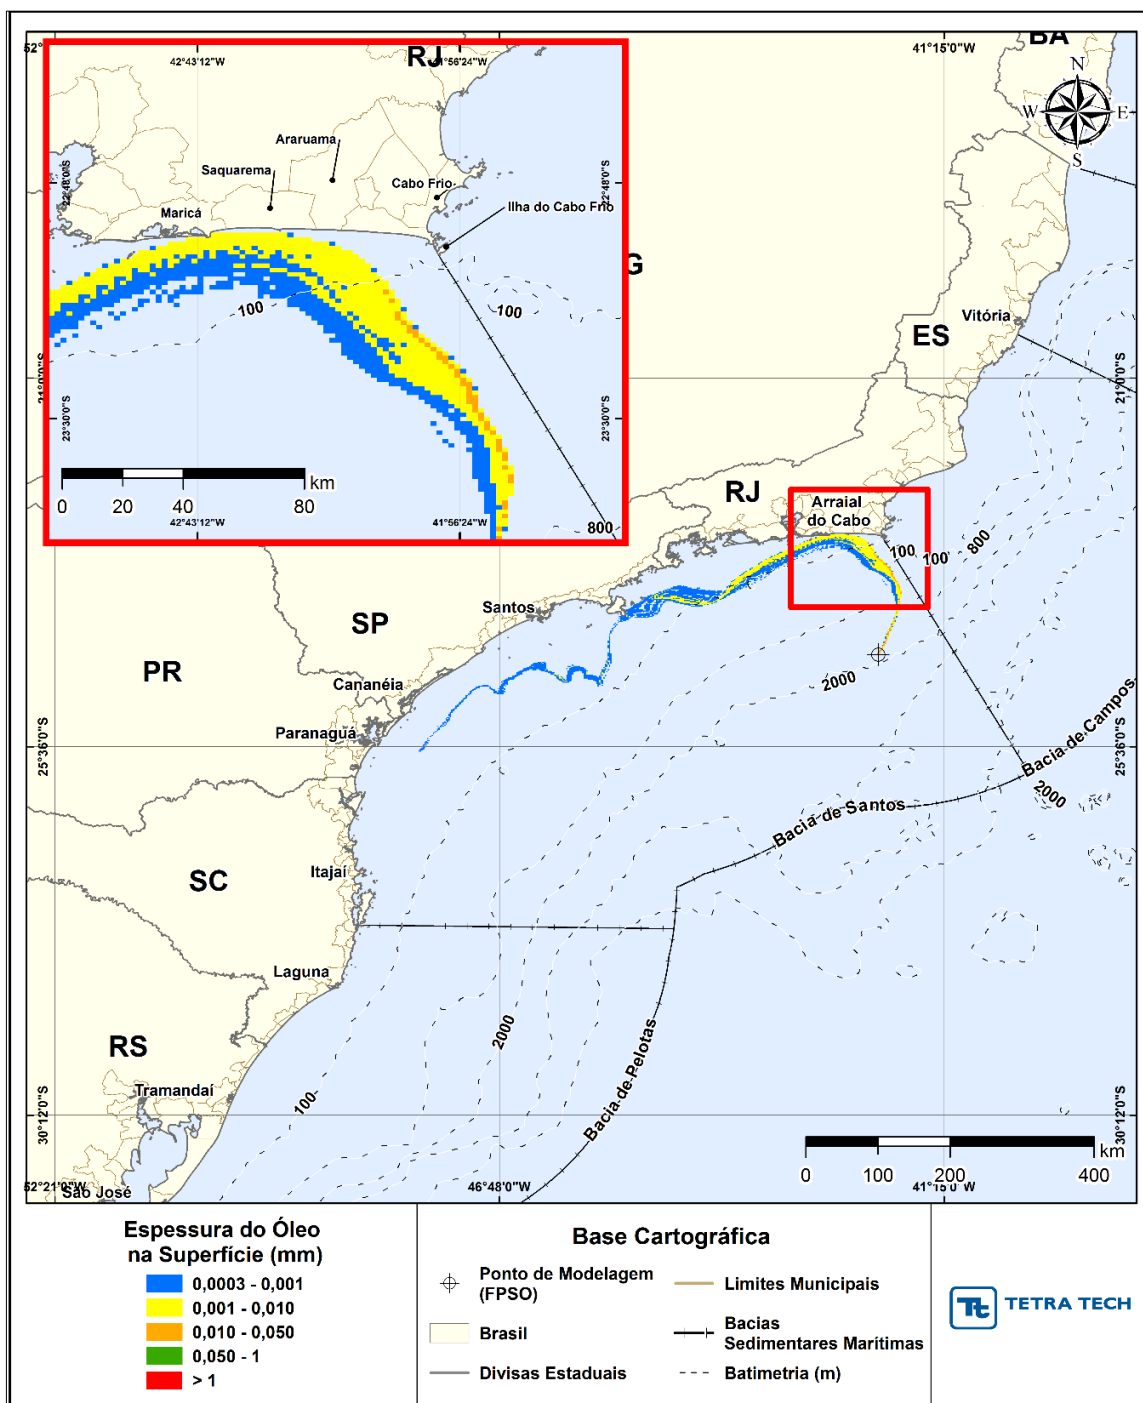 52°
42°43'12"W
RJ
41°56'24"W
41°15'0"W
BA
N
W
E
S
22°48'0"S
22°48'0"S
Araruama
Saquarema
Cabo Frio
Maricá
Ilha do Cabo Frio
G
100
100
Vitória
ES
21°0'0"S
21°0'0"S
23°30'0"S
23°30'0"S
km
0
20
40
80
42°43'12"W
41°56'24"W
800
RJ
Arraial
do Cabo
100
100
800
Santos
SP
PR
Cananéia
2000
Paranaguá
25°36'0"S
25°36'0"S
Bacia de Campos
2000
Bacia de Santos
SC
Itajaí
Laguna
2000
RS
Tramandaí
100
Bacia de Pelotas
30°12'0"S
30°12'0"S
km
0
100
200
400
52°21'0"W
São José
46°48'0"W
41°15'0"W
Espessura do Óleo
na Superfície (mm)
0,0003 - 0,001
0,001 - 0,010
0,010 - 0,050
0,050 - 1
> 1
Base Cartográfica
Ponto de Modelagem
(FPSO)
Limites Municipais
Brasil
Bacias
Sedimentares Marítimas
Divisas Estaduais
Batimetria (m)
Tt TETRA TECH